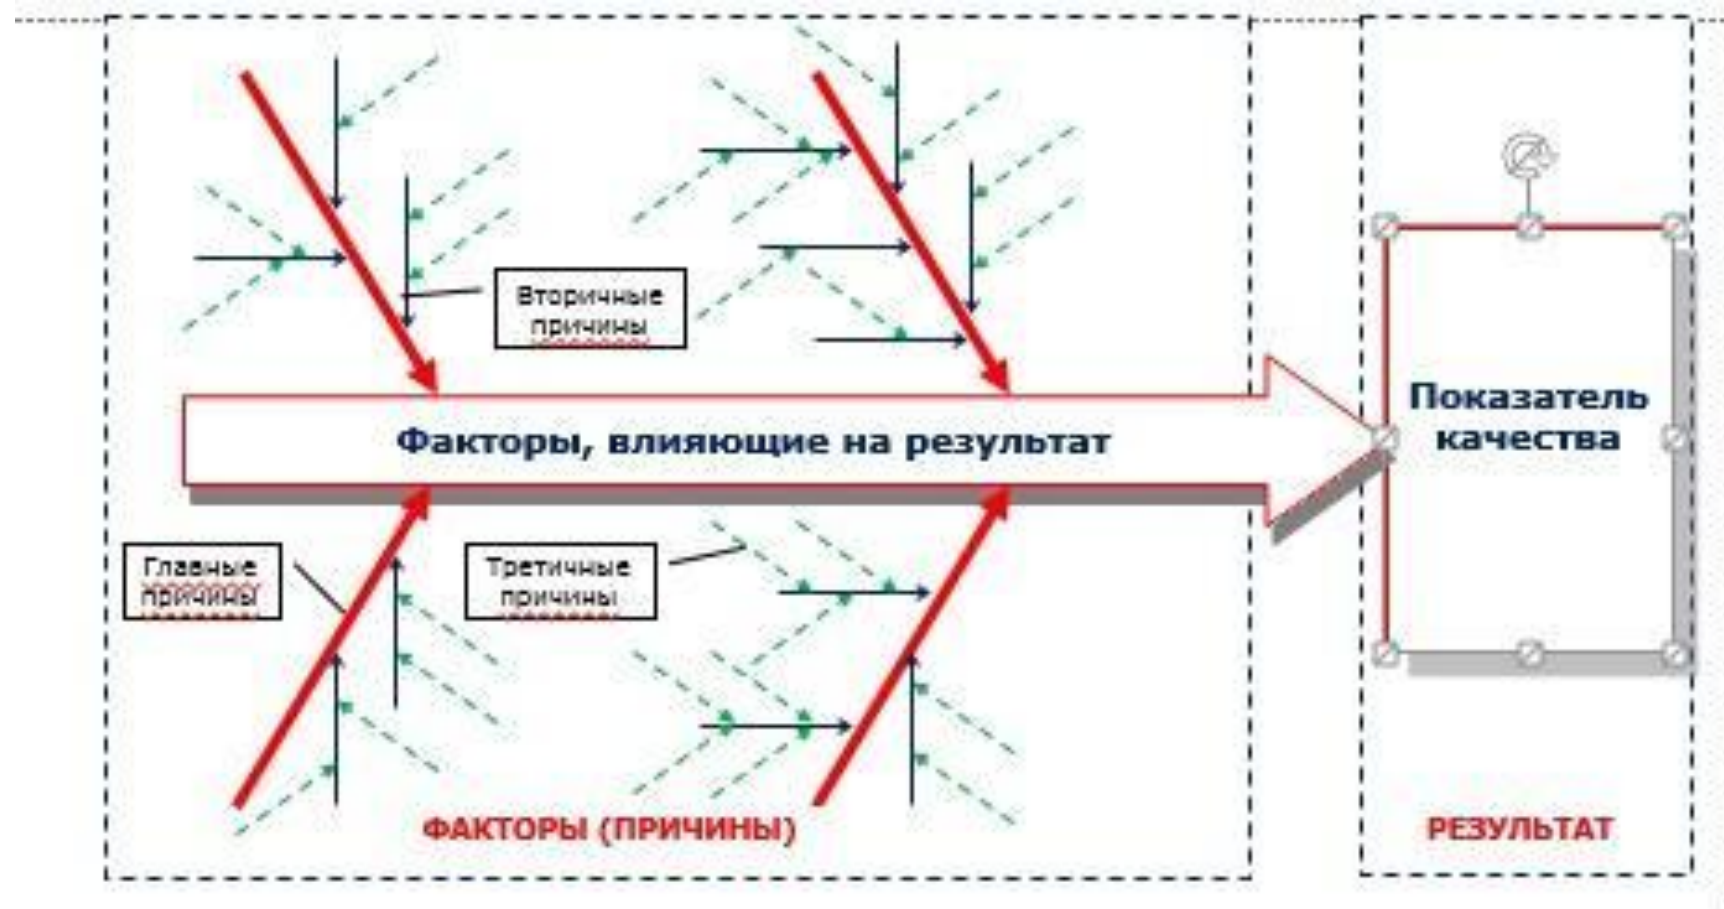 Вторичные
причины
Показатель
качества
Факторы, влияющие на результат
Главные
причины
Третичные
причины
ФАКТОРЫ (ПРИЧИНЫ)
РЕЗУЛЬТАТ